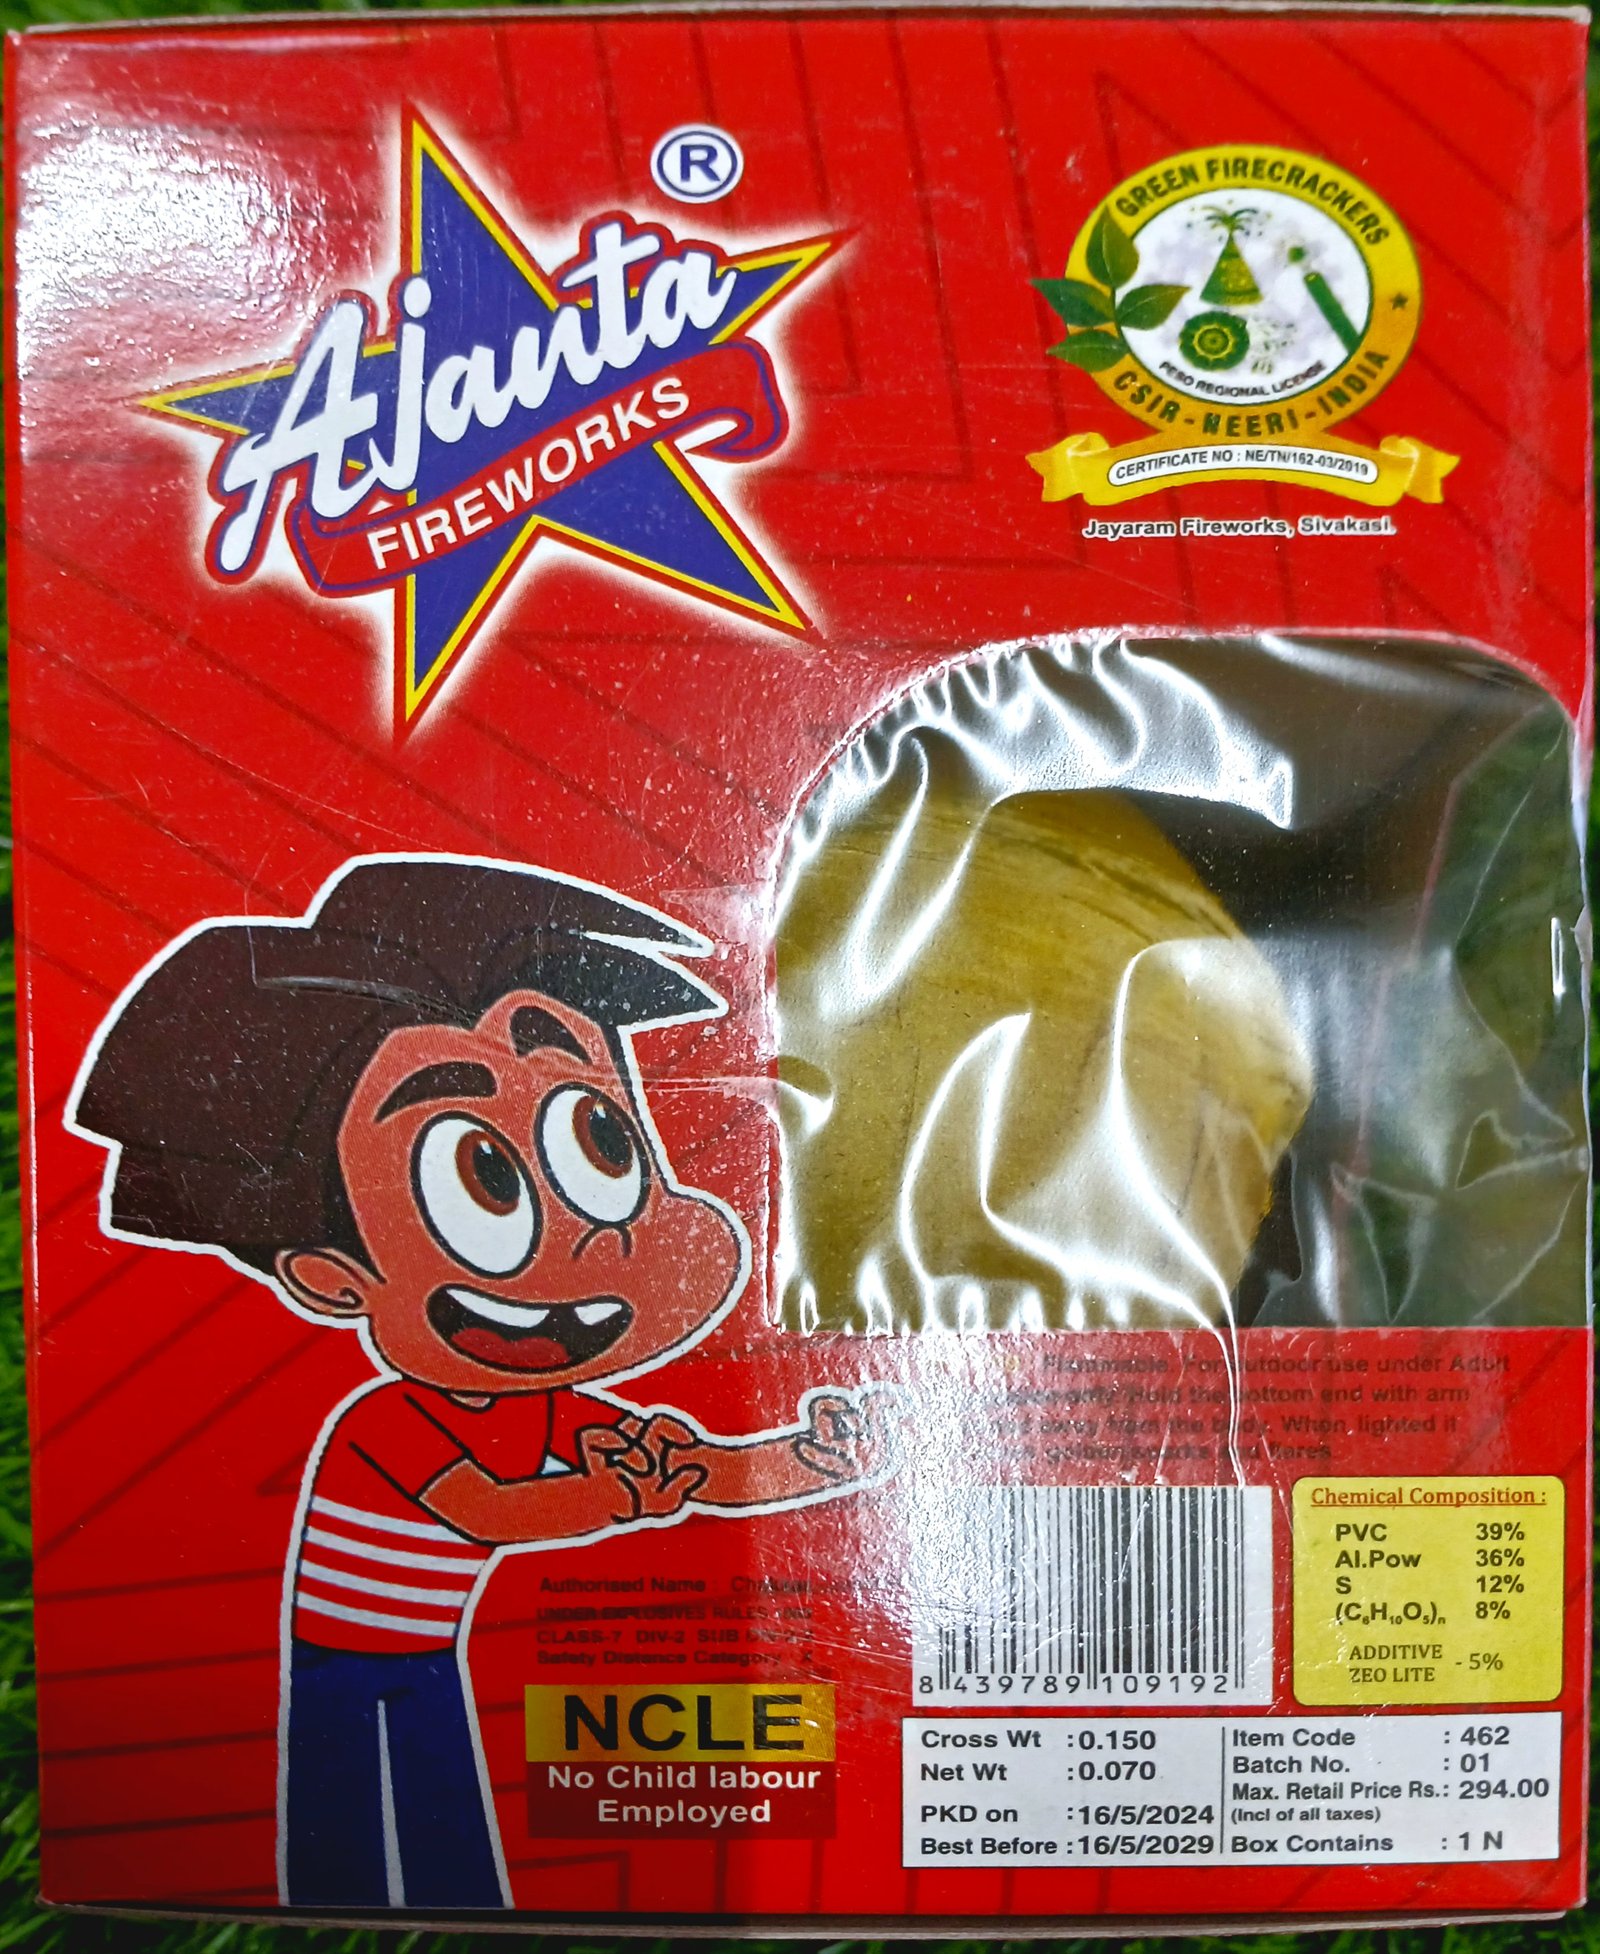 ®
Ajanta
FIREWORKS
GREEN FIRECRACKERS
PESO REGIONAL LICENSE
CSIR - NEERI - INDIA
CERTIFICATE NO : NE/TN/162-03/2019
Jayaram Fireworks, Sivakasi.
Flammable. For outdoor use under Adult
only. Hold the bottom end with arm
away from the body. When lighted it
golden sparks and flares.
Chemical Composition :
PVC 39%
Al.Pow 36%
S 12%
(C₆H₁₀O₅)ₙ 8%
ADDITIVE
ZEO LITE - 5%
Authorised Name :
UNDER EXPLOSIVES RULES
CLASS-7 DIV-2 SUB
Safety Distance Category X
8 439789 109192
NCLE
No Child labour
Employed
Cross Wt : 0.150
Net Wt : 0.070
PKD on : 16/5/2024
Best Before : 16/5/2029
Item Code : 462
Batch No. : 01
Max. Retail Price Rs.: 294.00
(Incl of all taxes)
Box Contains : 1 N